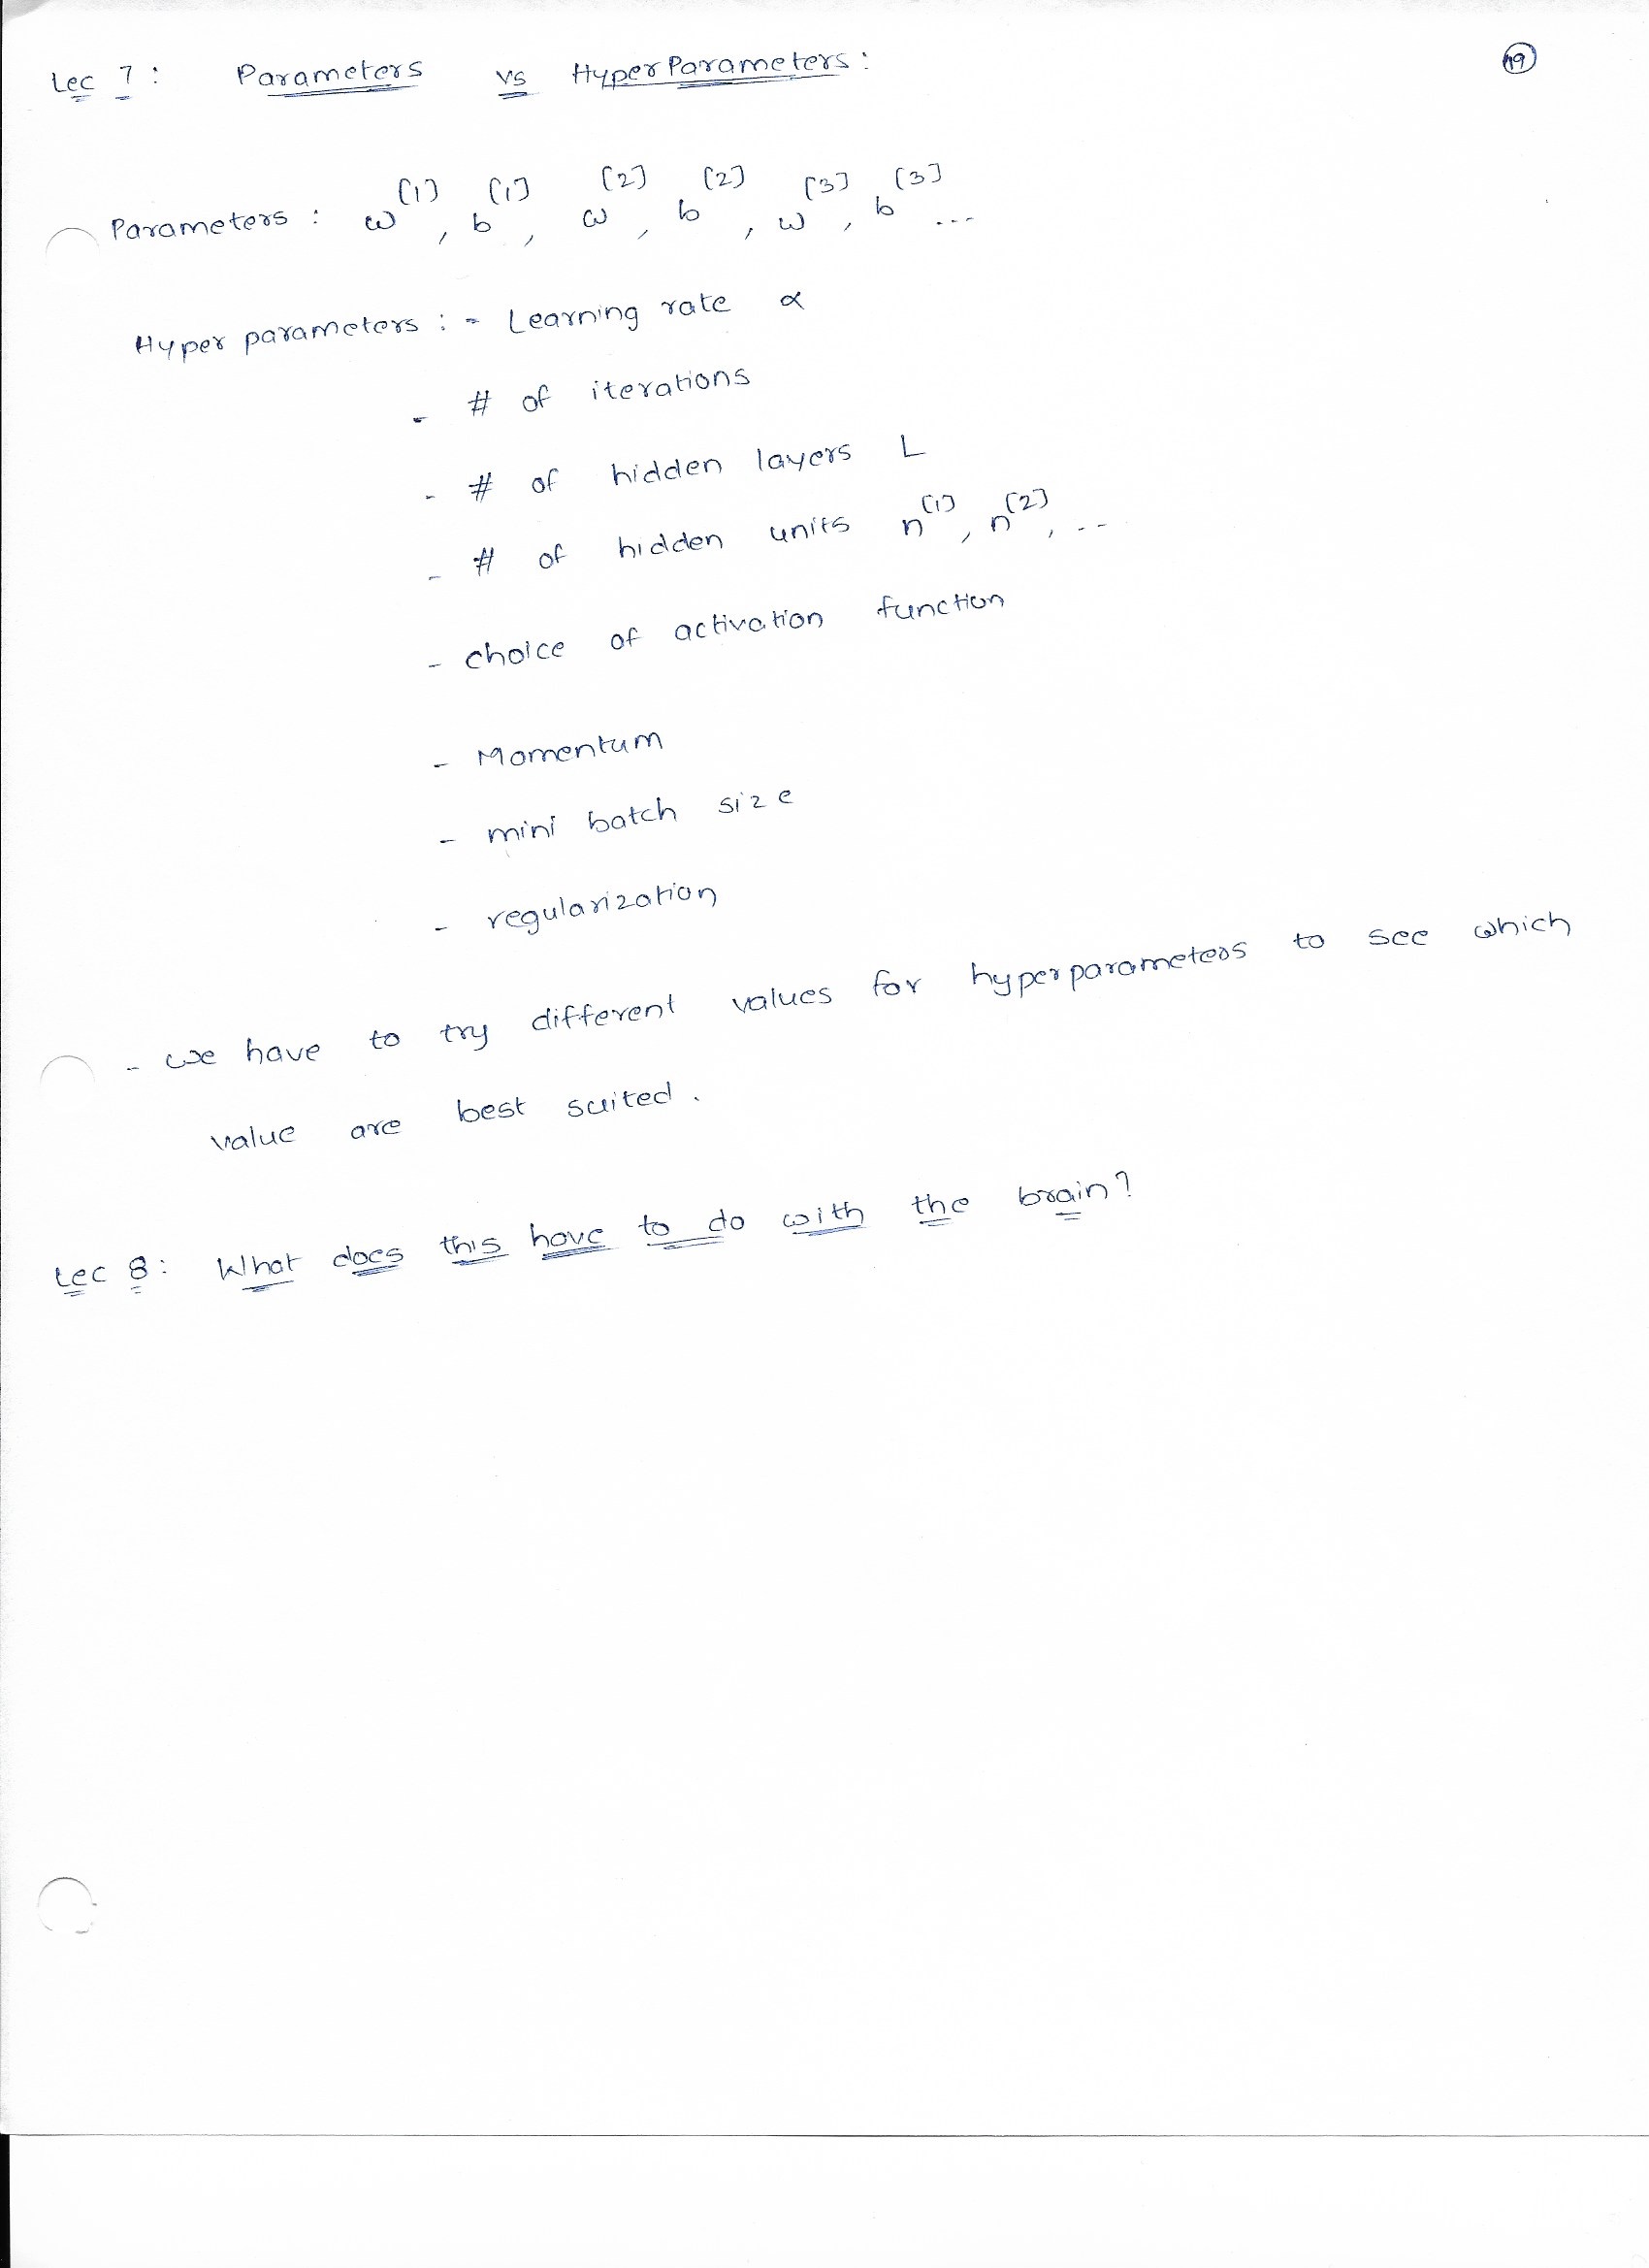 Lec 7 : Parameters vs HyperParameters :
19
Parameters : w[1], b[1], w[2], b[2], w[3], b[3] ...
Hyper parameters : - Learning rate α
- # of iterations
- # of hidden layers L
- # of hidden units n[1], n[2], ..
- choice of activation function
- Momentum
- mini batch size
- regularization
- we have to try different values for hyperparameters to see which
value are best suited .
Lec 8 : What does this have to do with the brain ?